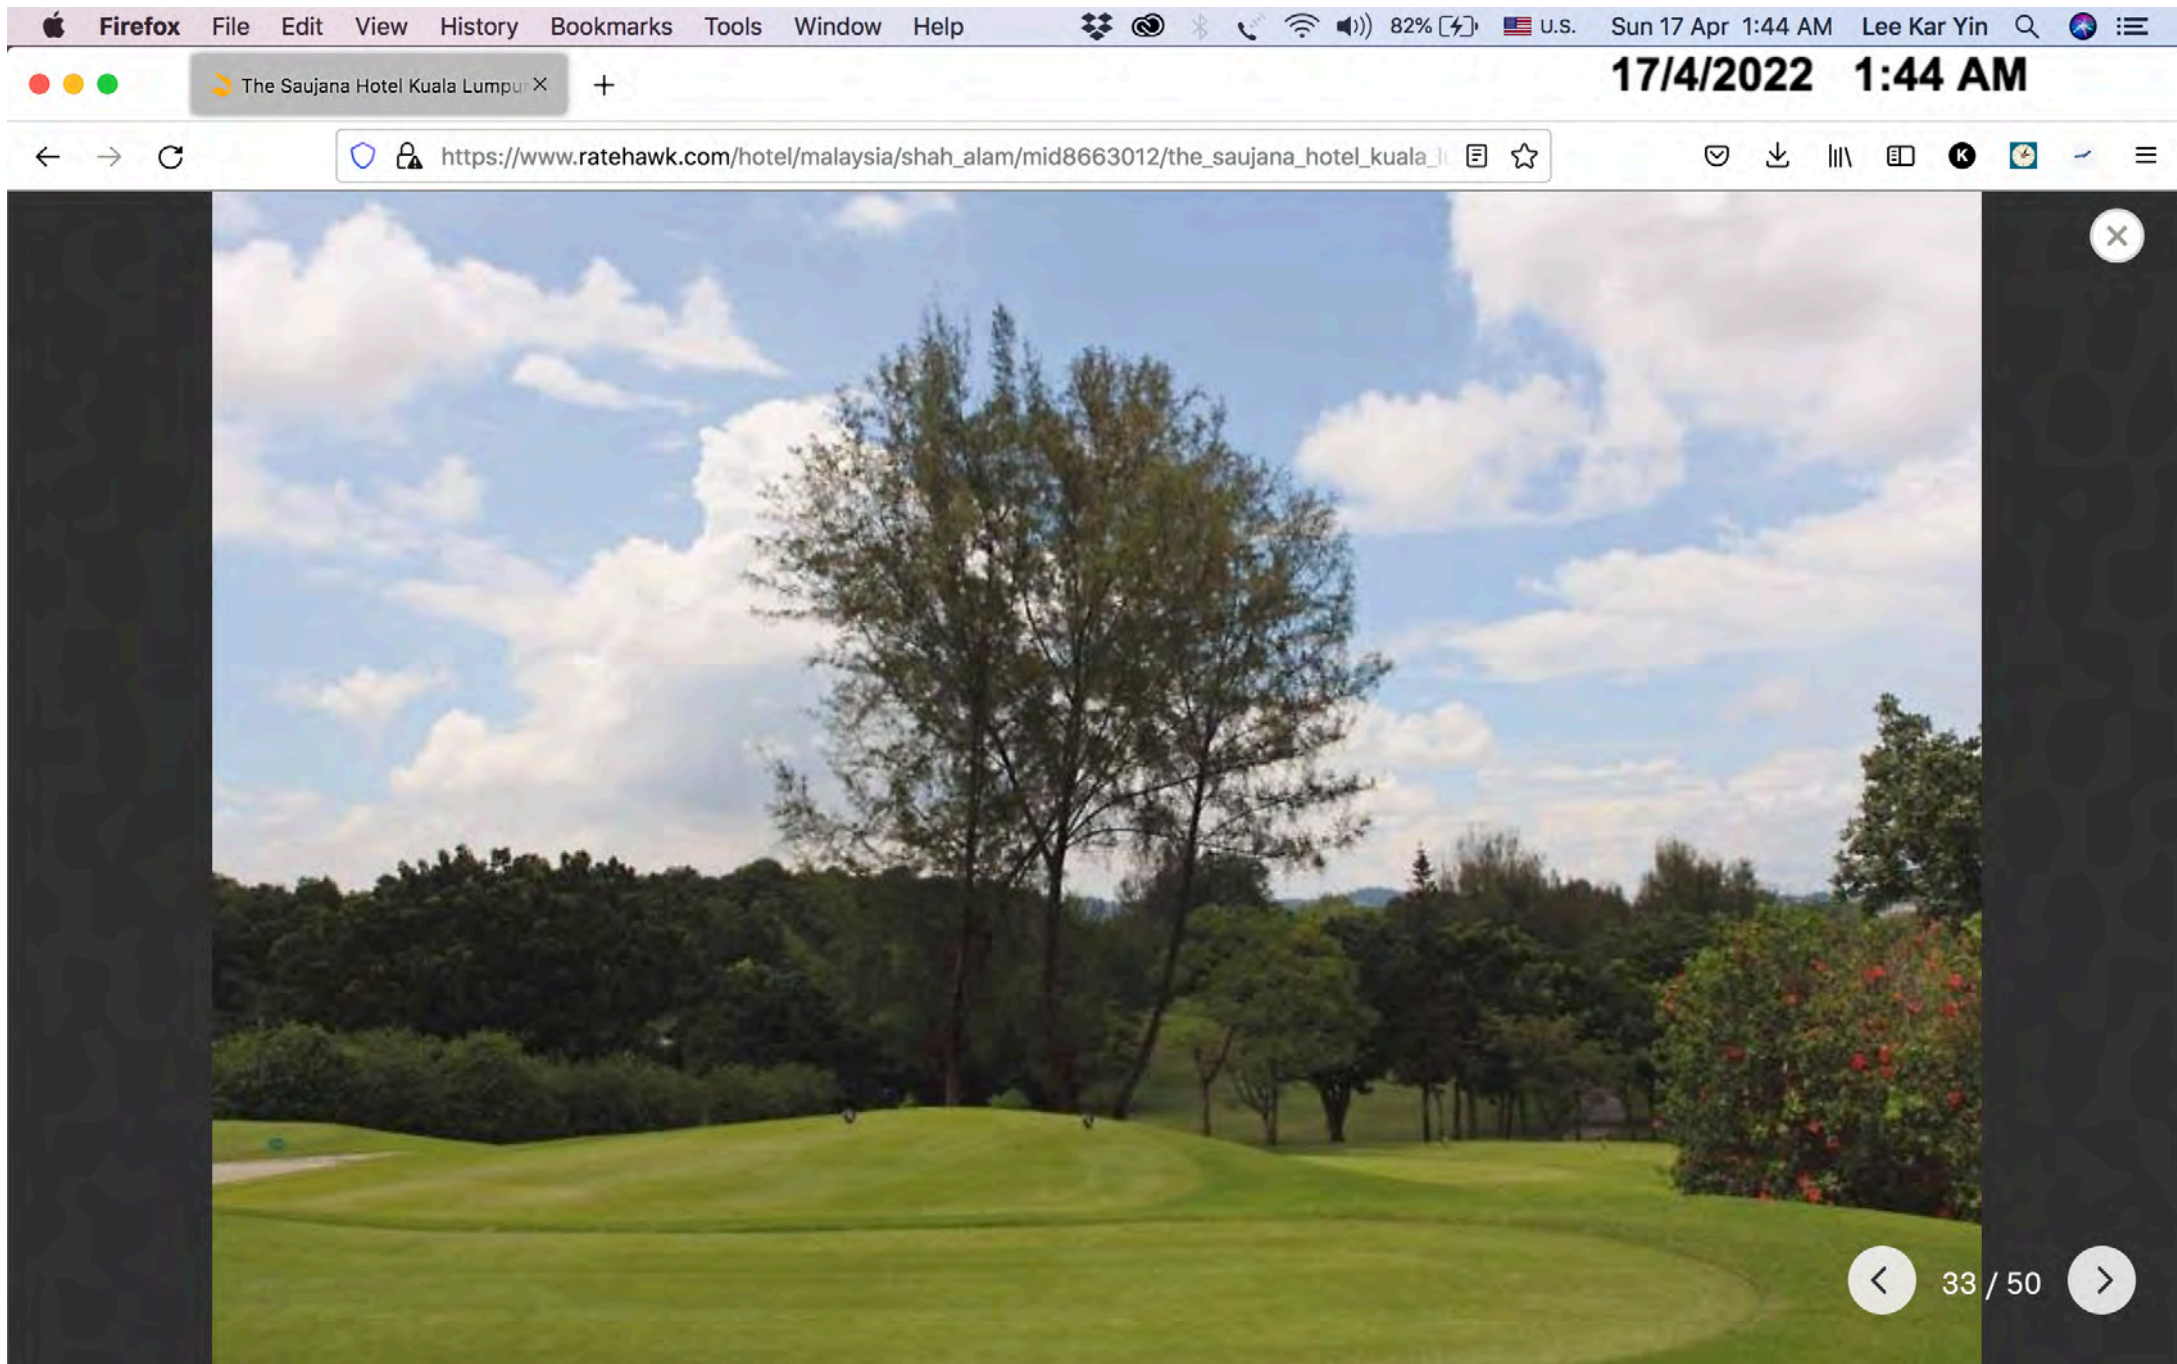 Firefox File Edit View History Bookmarks Tools Window Help 82% U.S. Sun 17 Apr 1:44 AM Lee Kar Yin
The Saujana Hotel Kuala Lumpur 17/4/2022 1:44 AM
https://www.ratehawk.com/hotel/malaysia/shah_alam/mid8663012/the_saujana_hotel_kuala_l
K
33 / 50